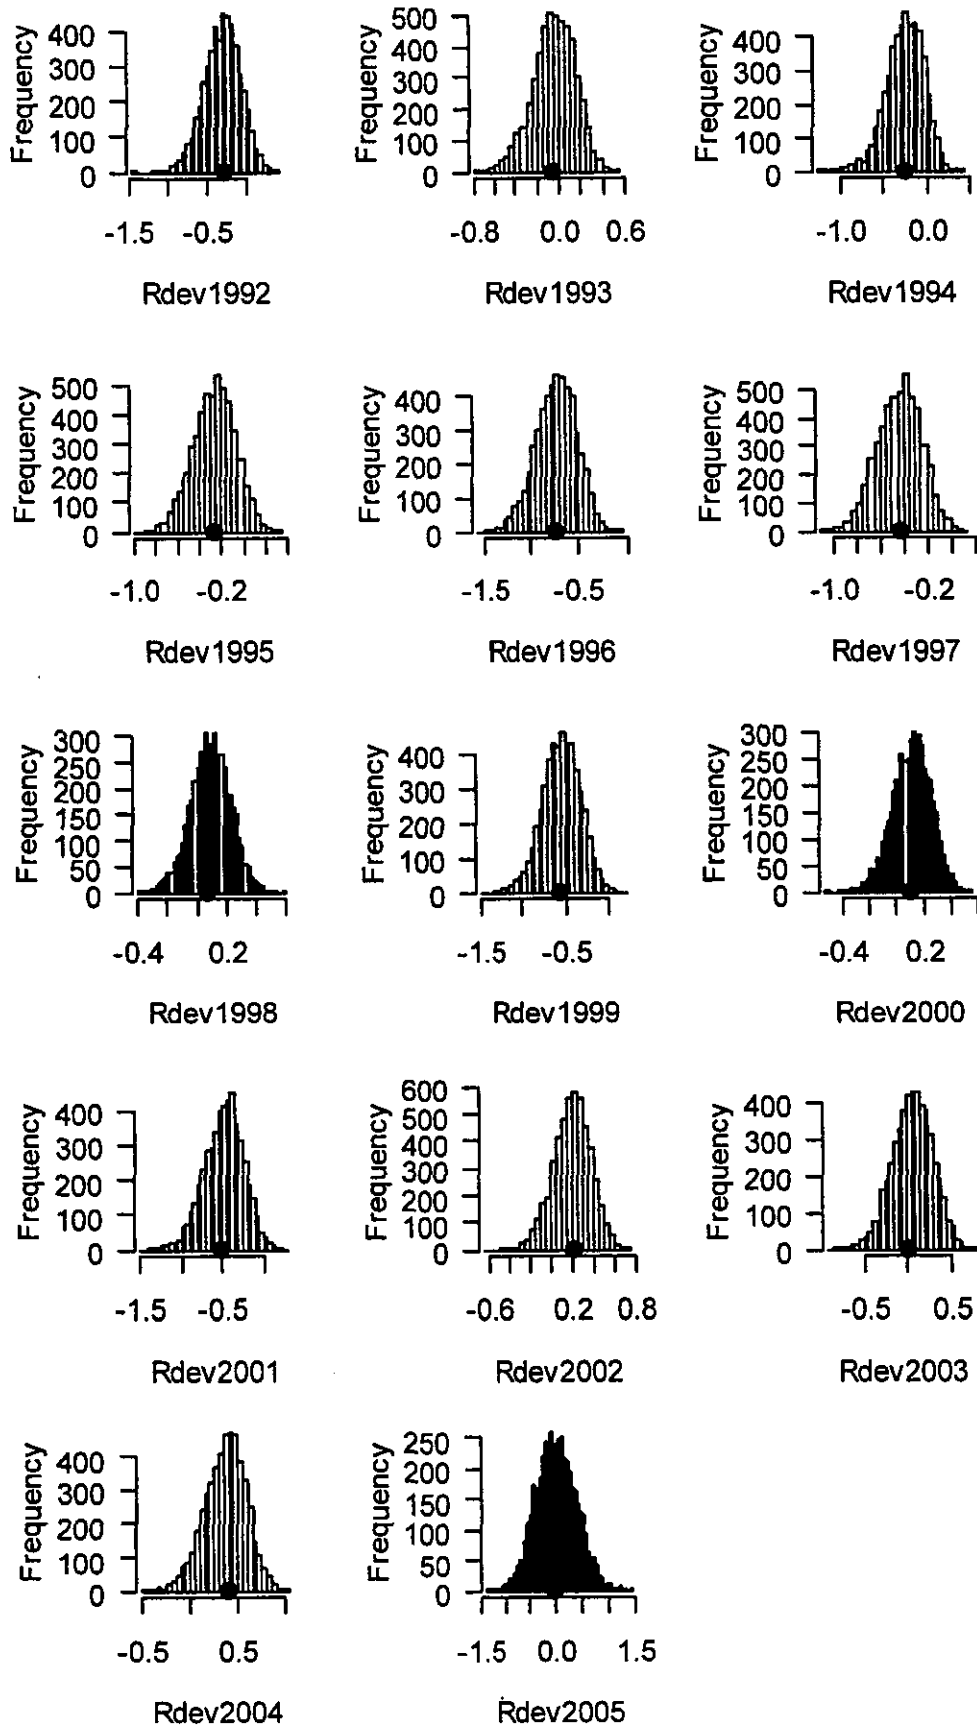 Frequency
400
300
200
100
0
-1.5 -0.5
Rdev1992
Frequency
500
400
300
200
100
0
-0.8 0.0 0.6
Rdev1993
Frequency
400
300
200
100
0
-1.0 0.0
Rdev1994
Frequency
500
400
300
200
100
0
-1.0 -0.2
Rdev1995
Frequency
400
300
200
100
0
-1.5 -0.5
Rdev1996
Frequency
500
400
300
200
100
0
-1.0 -0.2
Rdev1997
Frequency
300
250
200
150
100
50
0
-0.4 0.2
Rdev1998
Frequency
400
300
200
100
0
-1.5 -0.5
Rdev1999
Frequency
300
250
200
150
100
50
0
-0.4 0.2
Rdev2000
Frequency
400
300
200
100
0
-1.5 -0.5
Rdev2001
Frequency
600
500
400
300
200
100
0
-0.6 0.2 0.8
Rdev2002
Frequency
400
300
200
100
0
-0.5 0.5
Rdev2003
Frequency
400
300
200
100
0
-0.5 0.5
Rdev2004
Frequency
250
200
150
100
50
0
-1.5 0.0 1.5
Rdev2005